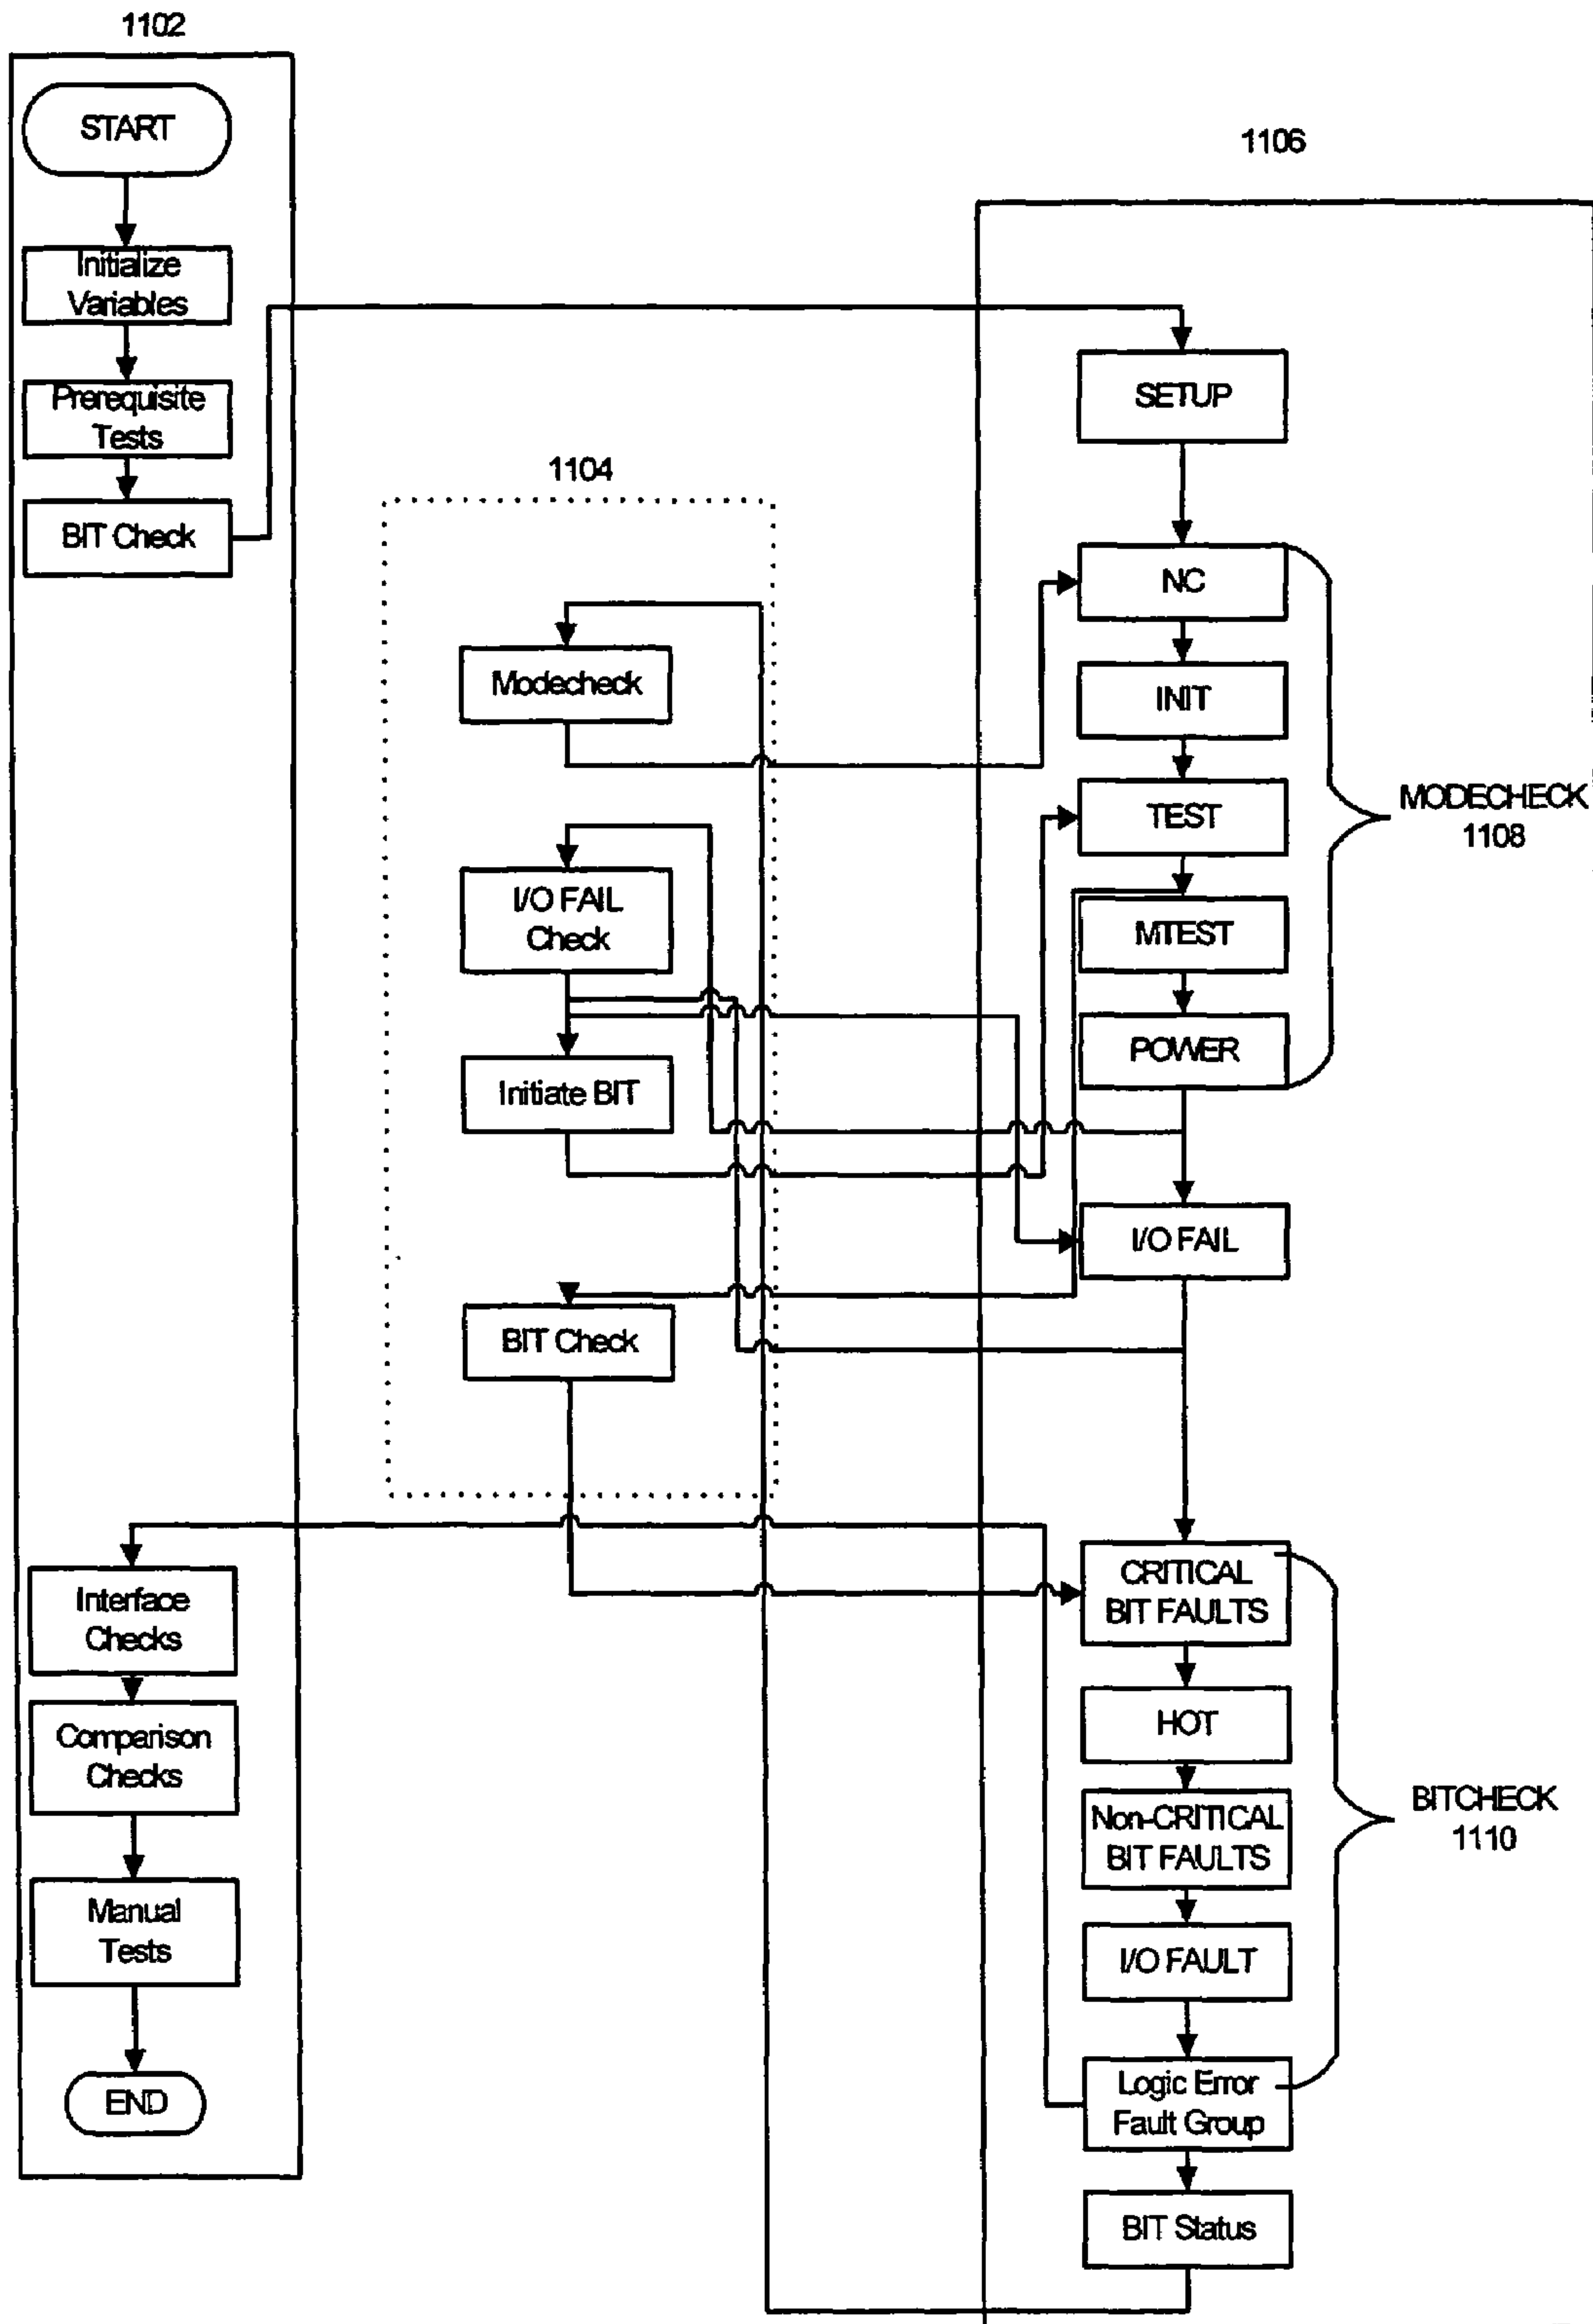 1102
START
Initialize
Variables
Prerequisite
Tests
BIT Check
Interface
Checks
Comparison
Checks
Manual
Tests
END
1104
Modecheck
I/O FAIL
Check
Initiate BIT
BIT Check
1106
SETUP
NC
INIT
TEST
MTEST
POWER
MODECHECK
1108
I/O FAIL
CRITICAL
BIT FAULTS
HOT
Non-CRITICAL
BIT FAULTS
I/O FAULT
Logic Error
Fault Group
BITCHECK
1110
BIT Status